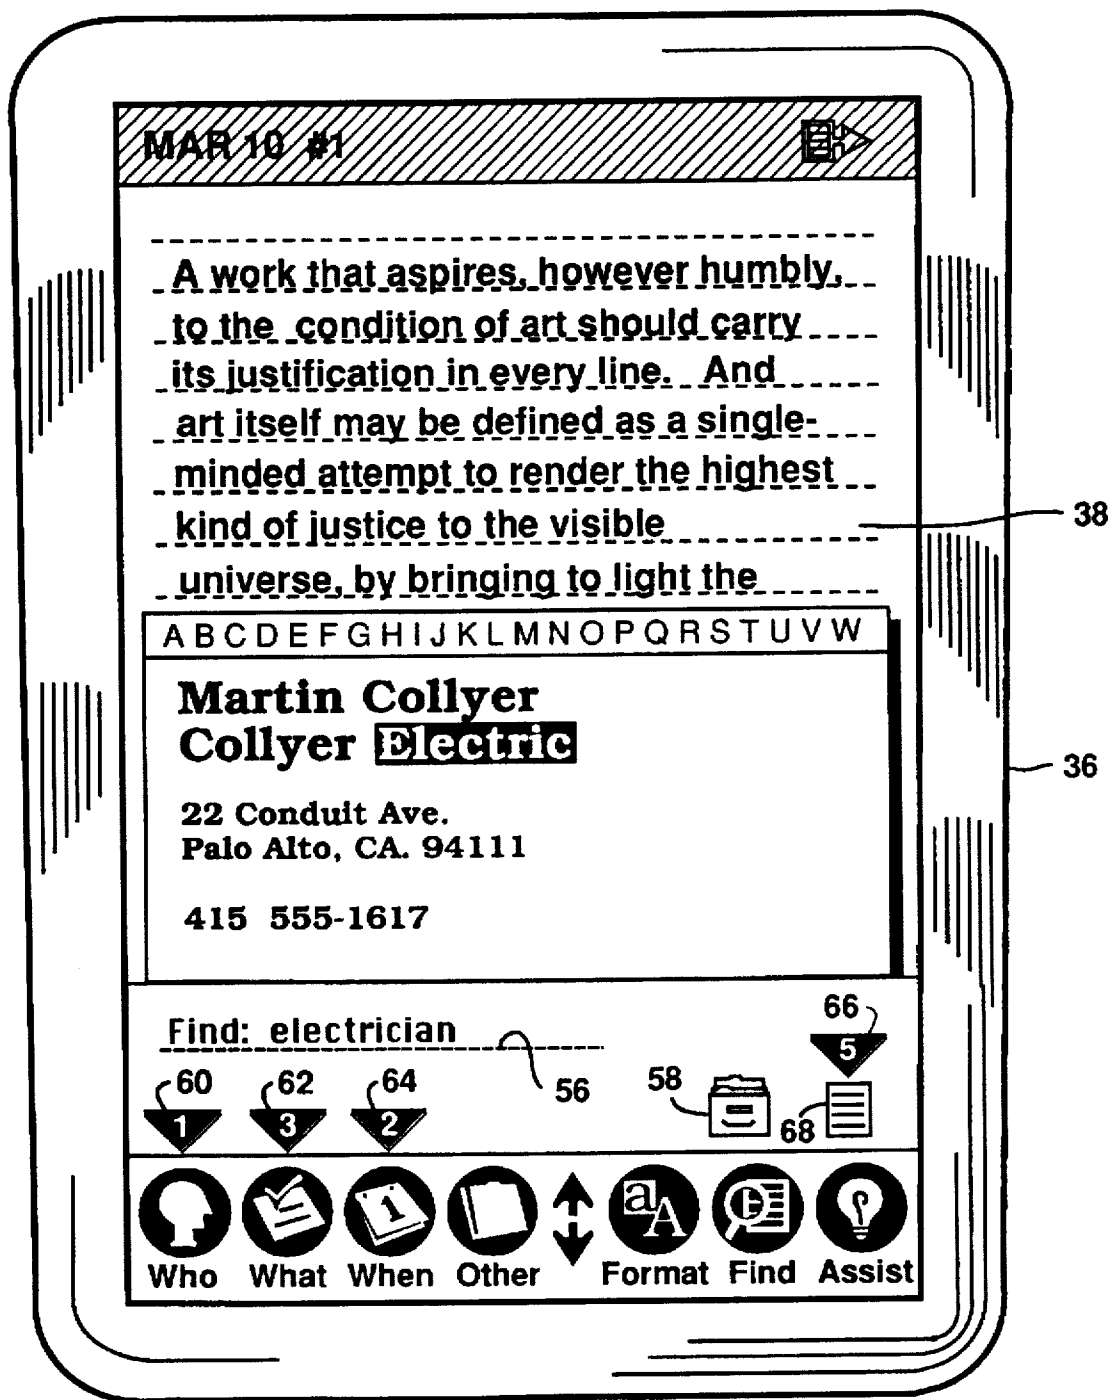 MAR 10 #1
A work that aspires, however humbly,
to the condition of art should carry
its justification in every line. And
art itself may be defined as a single-
minded attempt to render the highest
kind of justice to the visible
38
universe, by bringing to light the
A B C D E F G H I J K L M N O P Q R S T U V W
Martin Collyer
Collyer Electric
36
22 Conduit Ave.
Palo Alto, CA. 94111
415 555-1617
66
Find: electrician
5
60 62 64 56 58
1 3 2 68
1
aA
Who What When Other Format Find Assist